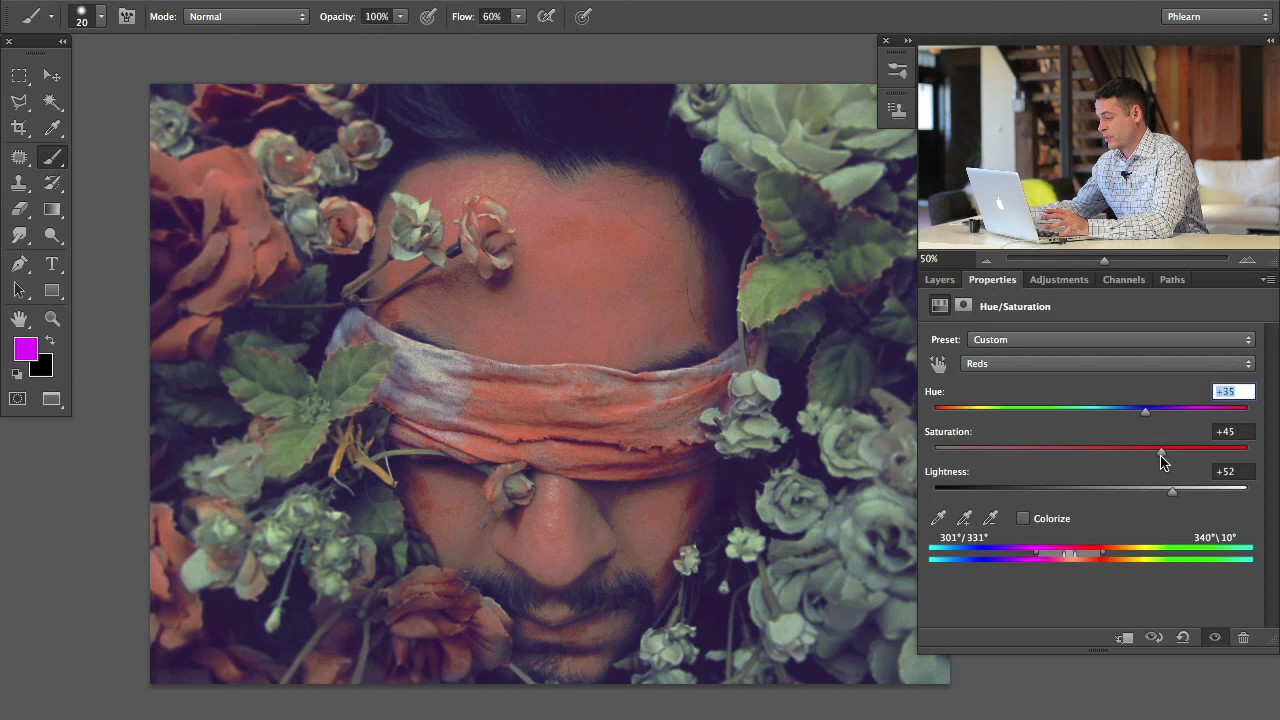 20 Mode: Normal Opacity: 100% Flow: 60% Phlearn
50%
Layers Properties Adjustments Channels Paths
Hue/Saturation
Preset: Custom
Reds
Hue: +35
Saturation: +45
Lightness: +52
Colorize
301°/331° 340°\10°
T